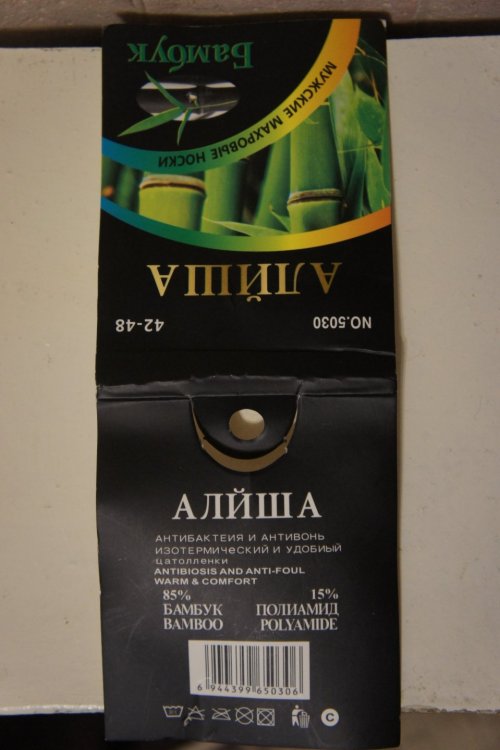 Бамбук
МУЖСКИЕ МАХРОВЫЕ НОСКИ
АЛЙША
NO.5030 42-48
АЛЙША
АНТИБАКТЕИЯ И АНТИВОНЬ
ИЗОТЕРМИЧЕСКИЙ И УДОБИЫЙ
цатолленки
ANTIBIOSIS AND ANTI-FOUL
WARM & COMFORT
85% 15%
БАМБУК ПОЛИАМИД
BAMBOO POLYAMIDE
6 944399 650306
C